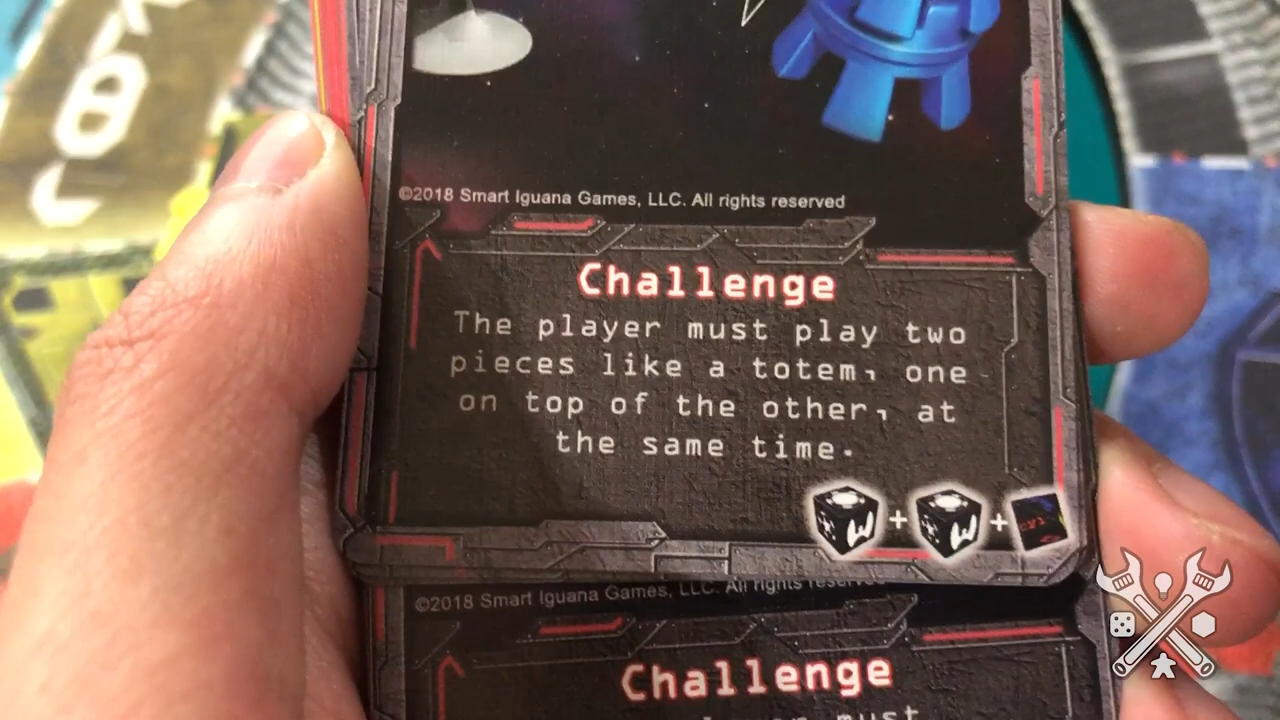 ©2018 Smart Iguana Games, LLC. All rights reserved
Challenge
The player must play two
pieces like a totem, one
on top of the other, at
the same time.
W + W +
©2018 Smart Iguana Games, LLC. All rights reserved
Challenge
must